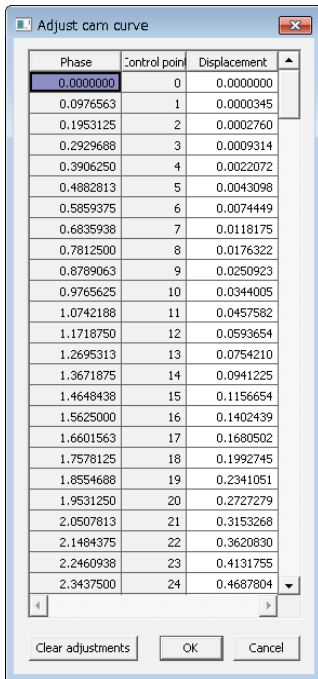 Adjust cam curve
Phase Control point Displacement
0.0000000 0 0.0000000
0.0976563 1 0.0000345
0.1953125 2 0.0002760
0.2929688 3 0.0009314
0.3906250 4 0.0022072
0.4882813 5 0.0043098
0.5859375 6 0.0074449
0.6835938 7 0.0118175
0.7812500 8 0.0176322
0.8789063 9 0.0250923
0.9765625 10 0.0344005
1.0742188 11 0.0457582
1.1718750 12 0.0593654
1.2695313 13 0.0754210
1.3671875 14 0.0941225
1.4648438 15 0.1156654
1.5625000 16 0.1402439
1.6601563 17 0.1680502
1.7578125 18 0.1992745
1.8554688 19 0.2341051
1.9531250 20 0.2727279
2.0507813 21 0.3153268
2.1484375 22 0.3620830
2.2460938 23 0.4131755
2.3437500 24 0.4687804
Clear adjustments OK Cancel